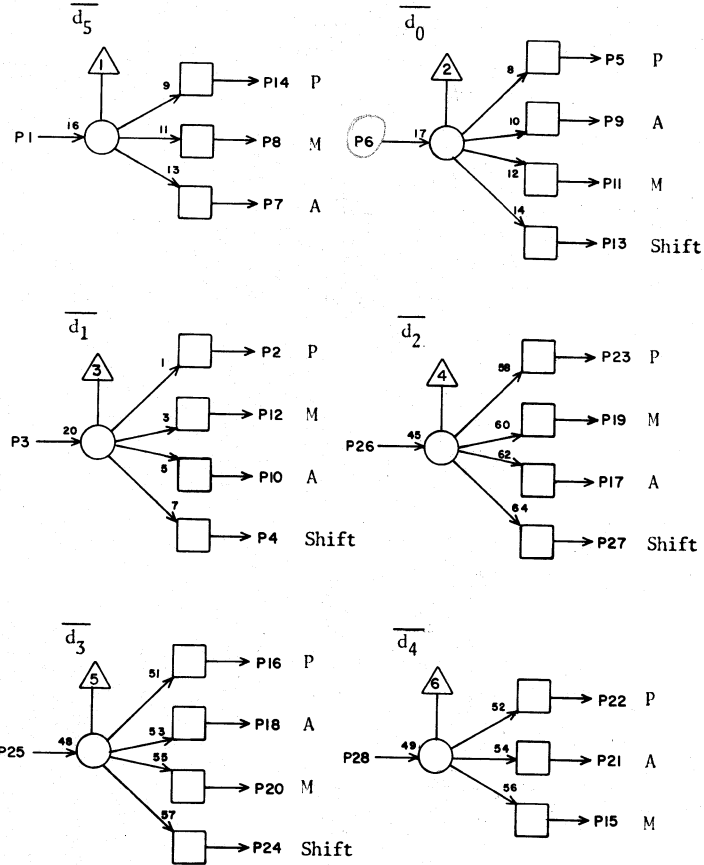 d5
1
9 P14 P
P1 16 11 P8 M
13 P7 A
d0
2
8 P5 P
10 P9 A
P6 17
12 P11 M
14 P13 Shift
d1
3
1 P2 P
3 P12 M
P3 20
5 P10 A
7 P4 Shift
d2
4
58 P23 P
60 P19 M
P26 45
62 P17 A
64 P27 Shift
d3
5
51 P16 P
53 P18 A
P25 48
55 P20 M
57 P24 Shift
d4
6
52 P22 P
P28 49 54 P21 A
56 P15 M